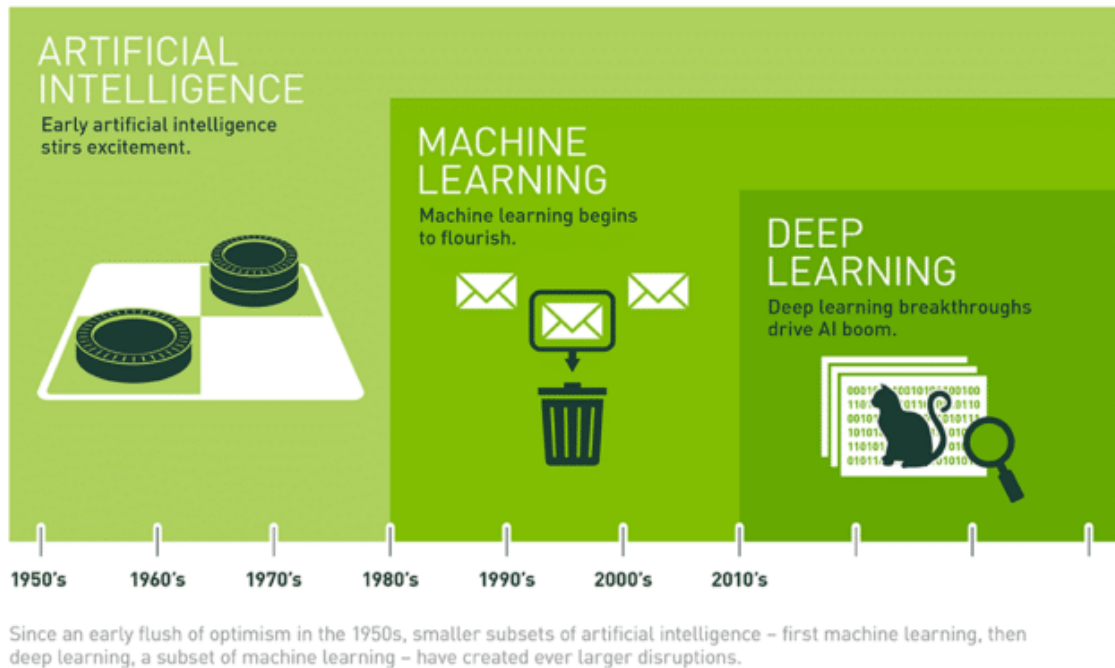 ARTIFICIAL
INTELLIGENCE
Early artificial intelligence
stirs excitement.
MACHINE
LEARNING
Machine learning begins
to flourish.
DEEP
LEARNING
Deep learning breakthroughs
drive AI boom.
1950's
1960's
1970's
1980's
1990's
2000's
2010's
Since an early flush of optimism in the 1950s, smaller subsets of artificial intelligence – first machine learning, then
deep learning, a subset of machine learning – have created ever larger disruptions.